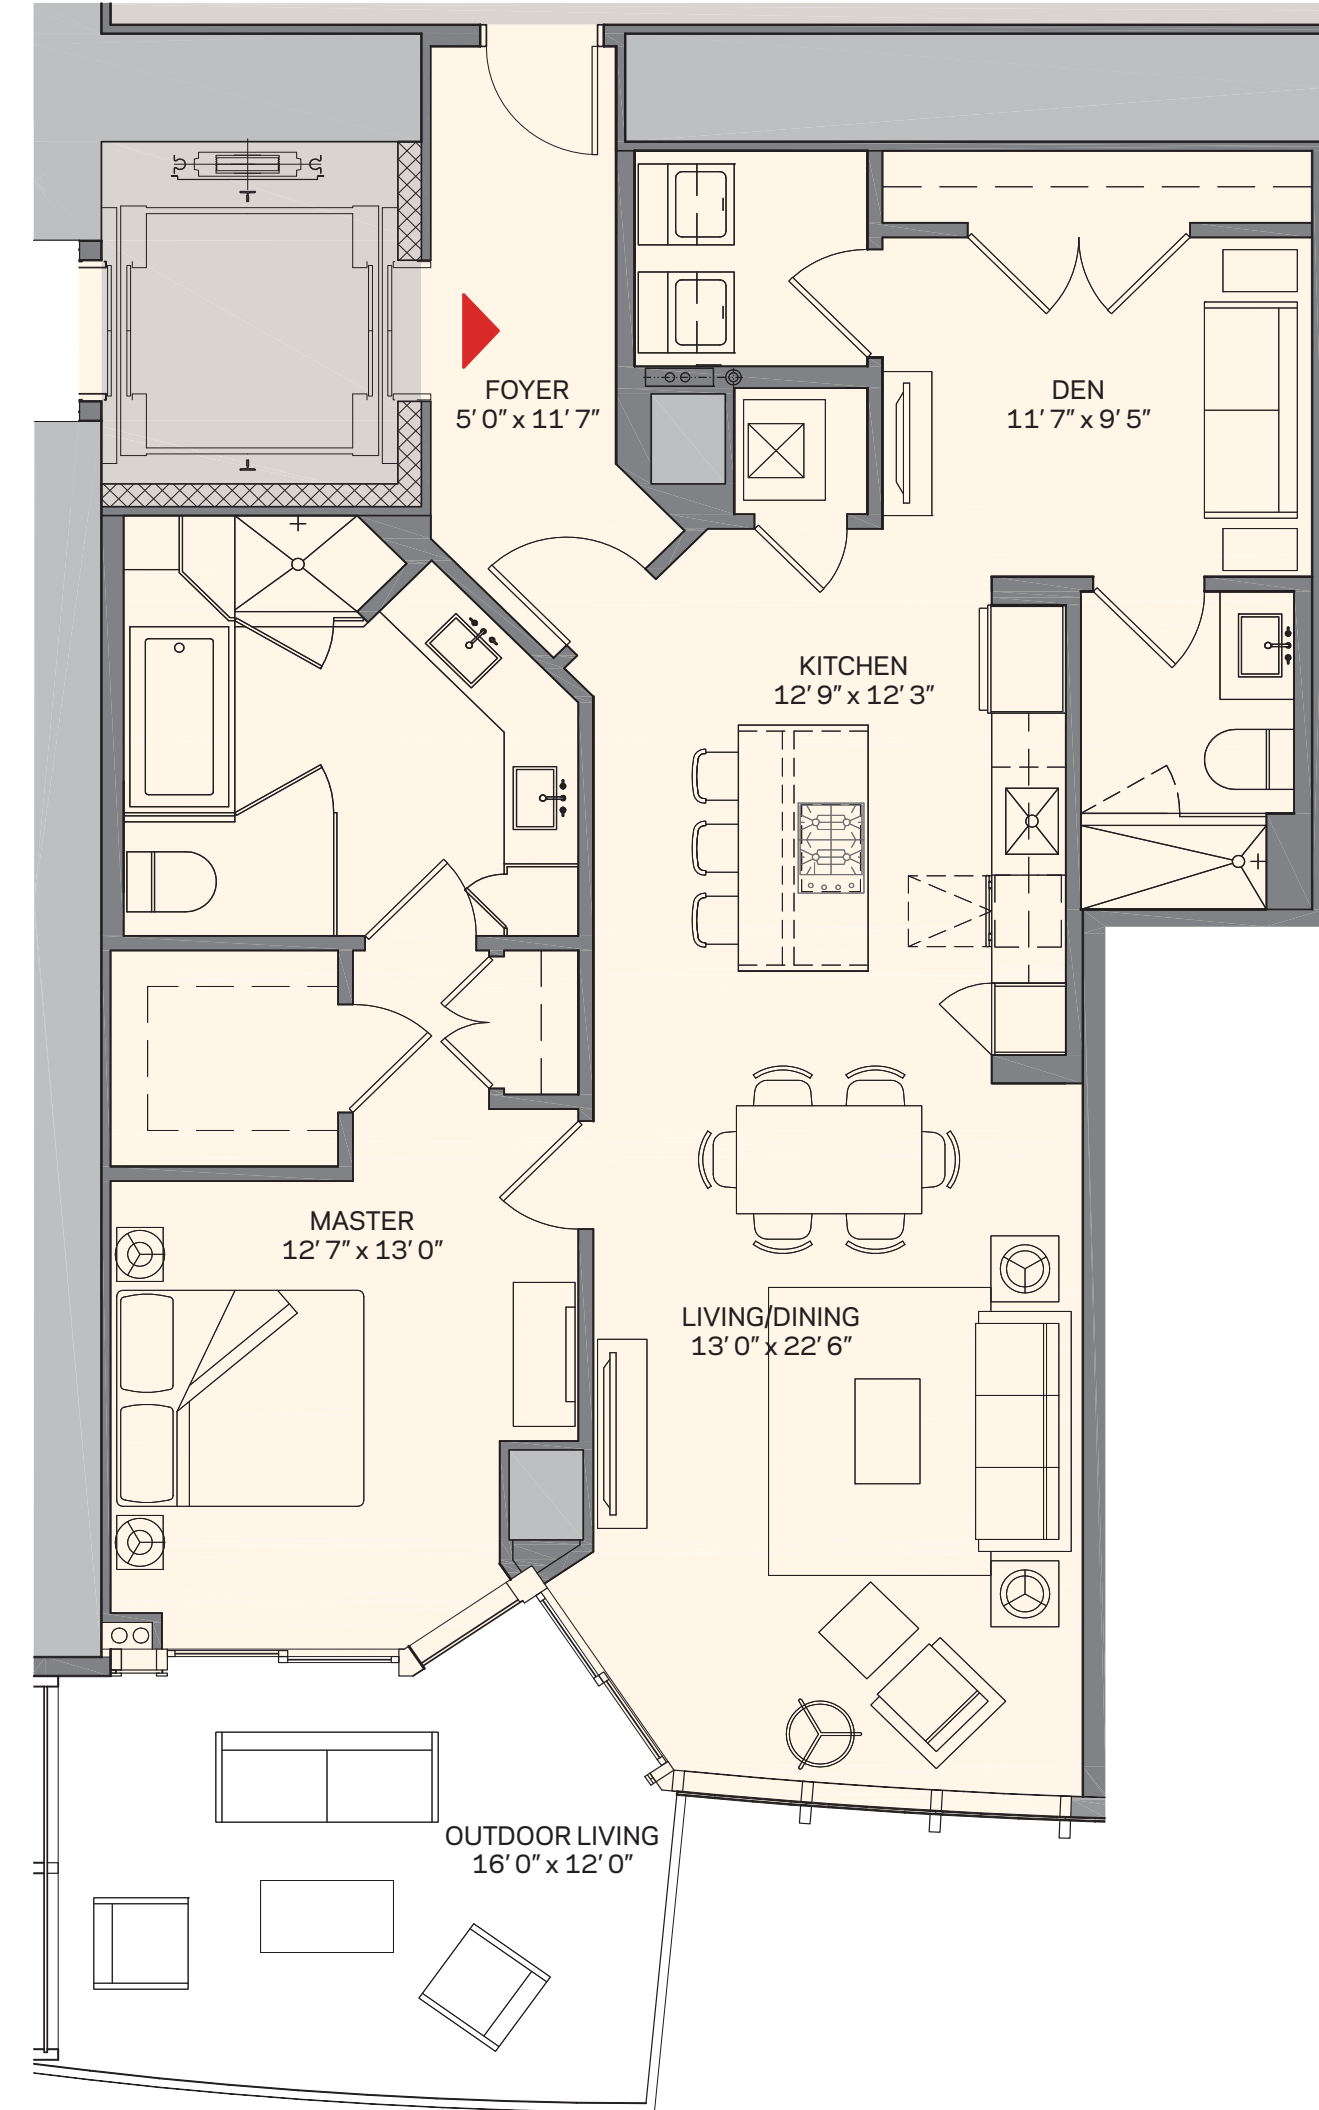 FOYER
5' 0" x 11' 7"
DEN
11' 7" x 9' 5"
KITCHEN
12' 9" x 12' 3"
MASTER
12' 7" x 13' 0"
LIVING/DINING
13' 0" x 22' 6"
OUTDOOR LIVING
16' 0" x 12' 0"